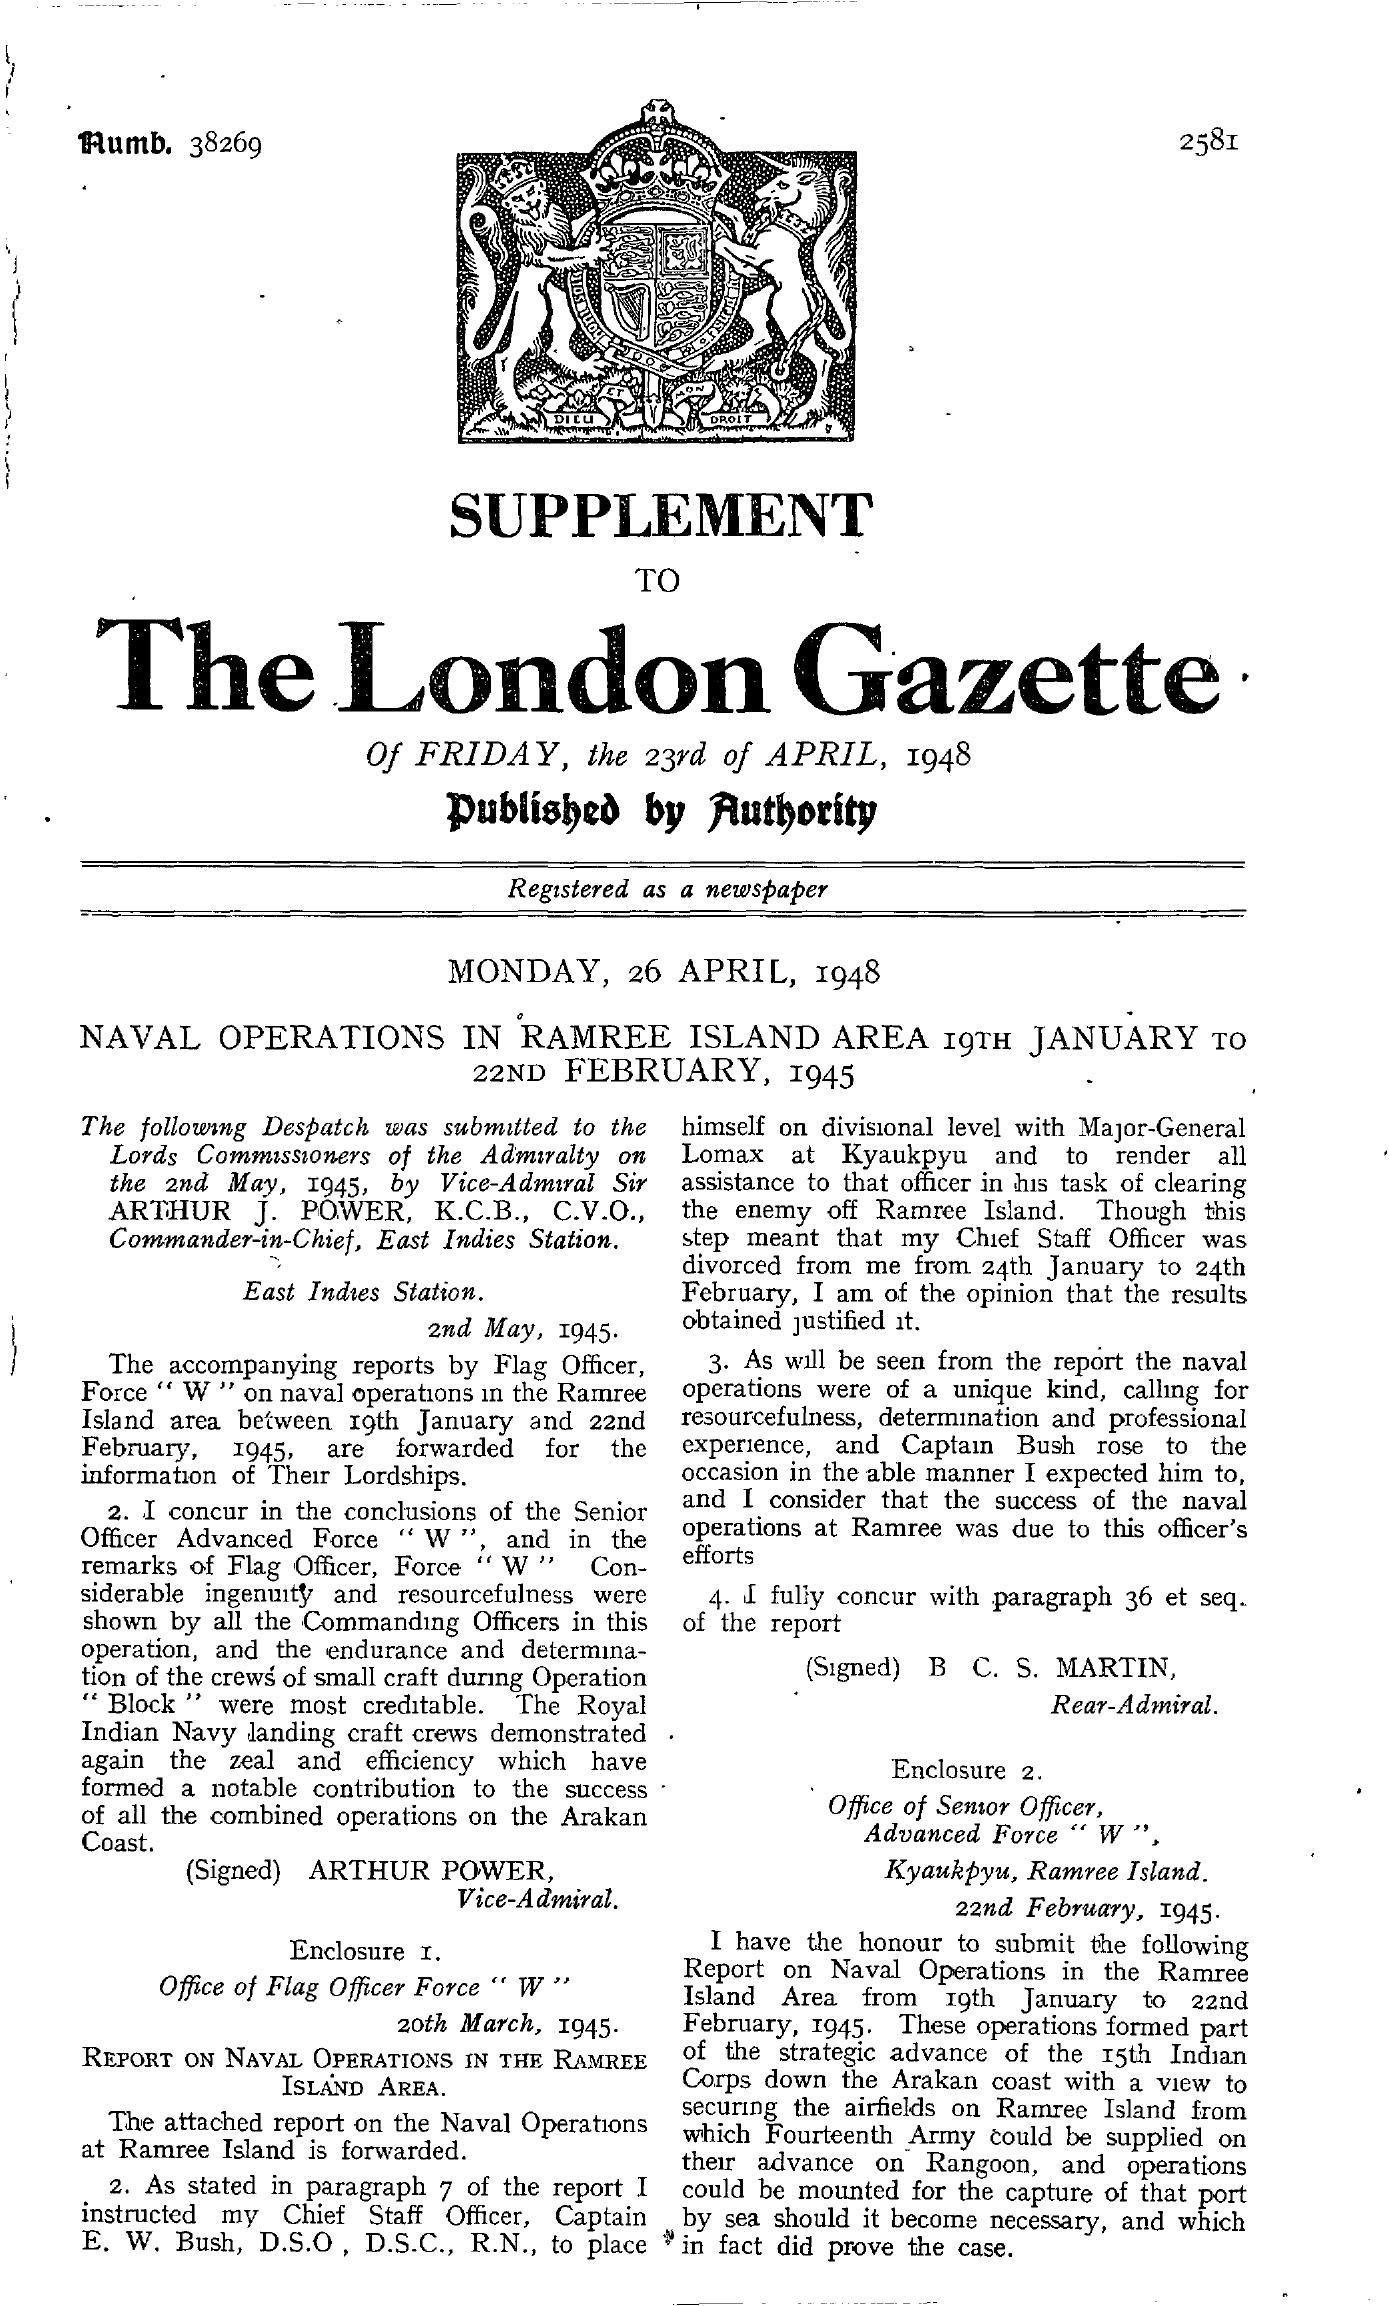 Numb. 38269
2581
DIEU ET MON DROIT
SUPPLEMENT
TO
The London Gazette
Of FRIDAY, the 23rd of APRIL, 1948
Published by Authority
Registered as a newspaper
MONDAY, 26 APRIL, 1948
NAVAL OPERATIONS IN RAMREE ISLAND AREA 19TH JANUARY TO
22ND FEBRUARY, 1945
The following Despatch was submitted to the
Lords Commissioners of the Admiralty on
the 2nd May, 1945, by Vice-Admiral Sir
ARTHUR J. POWER, K.C.B., C.V.O.,
Commander-in-Chief, East Indies Station.
East Indies Station.
2nd May, 1945.
The accompanying reports by Flag Officer,
Force " W " on naval operations in the Ramree
Island area between 19th January and 22nd
February, 1945, are forwarded for the
information of Their Lordships.
2. I concur in the conclusions of the Senior
Officer Advanced Force " W ", and in the
remarks of Flag Officer, Force " W " Con-
siderable ingenuity and resourcefulness were
shown by all the Commanding Officers in this
operation, and the endurance and determina-
tion of the crews of small craft during Operation
" Block " were most creditable. The Royal
Indian Navy landing craft crews demonstrated
again the zeal and efficiency which have
formed a notable contribution to the success
of all the combined operations on the Arakan
Coast.
(Signed) ARTHUR POWER,
Vice-Admiral.
Enclosure 1.
Office of Flag Officer Force " W "
20th March, 1945.
REPORT ON NAVAL OPERATIONS IN THE RAMREE
ISLAND AREA.
The attached report on the Naval Operations
at Ramree Island is forwarded.
2. As stated in paragraph 7 of the report I
instructed my Chief Staff Officer, Captain
E. W. Bush, D.S.O , D.S.C., R.N., to place
himself on divisional level with Major-General
Lomax at Kyaukpyu and to render all
assistance to that officer in his task of clearing
the enemy off Ramree Island. Though this
step meant that my Chief Staff Officer was
divorced from me from 24th January to 24th
February, I am of the opinion that the results
obtained justified it.
3. As will be seen from the report the naval
operations were of a unique kind, calling for
resourcefulness, determination and professional
experience, and Captain Bush rose to the
occasion in the able manner I expected him to,
and I consider that the success of the naval
operations at Ramree was due to this officer's
efforts
4. I fully concur with paragraph 36 et seq.
of the report
(Signed) B C. S. MARTIN,
Rear-Admiral.
Enclosure 2.
Office of Senior Officer,
Advanced Force " W ",
Kyaukpyu, Ramree Island.
22nd February, 1945.
I have the honour to submit the following
Report on Naval Operations in the Ramree
Island Area from 19th January to 22nd
February, 1945. These operations formed part
of the strategic advance of the 15th Indian
Corps down the Arakan coast with a view to
securing the airfields on Ramree Island from
which Fourteenth Army could be supplied on
their advance on Rangoon, and operations
could be mounted for the capture of that port
by sea should it become necessary, and which
in fact did prove the case.